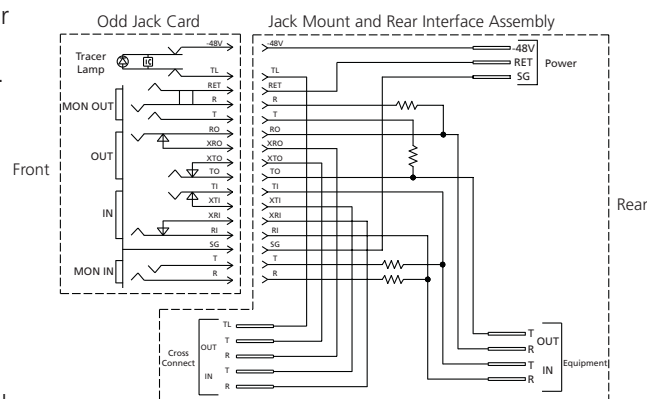 r
.
Odd Jack Card
Jack Mount and Rear Interface Assembly
Front
Rear
Tracer
Lamp
MON OUT
OUT
IN
MON IN
-48V
TL
RET
R
T
RO
XRO
XTO
TO
TI
XTI
XRI
RI
SG
T
R
-48V
TL
RET
R
T
RO
XRO
XTO
TO
TI
XTI
XRI
RI
SG
T
R
-48V
RET
SG
Power
Cross
Connect
OUT
IN
TL
T
R
T
R
T
R
T
R
OUT
IN
Equipment